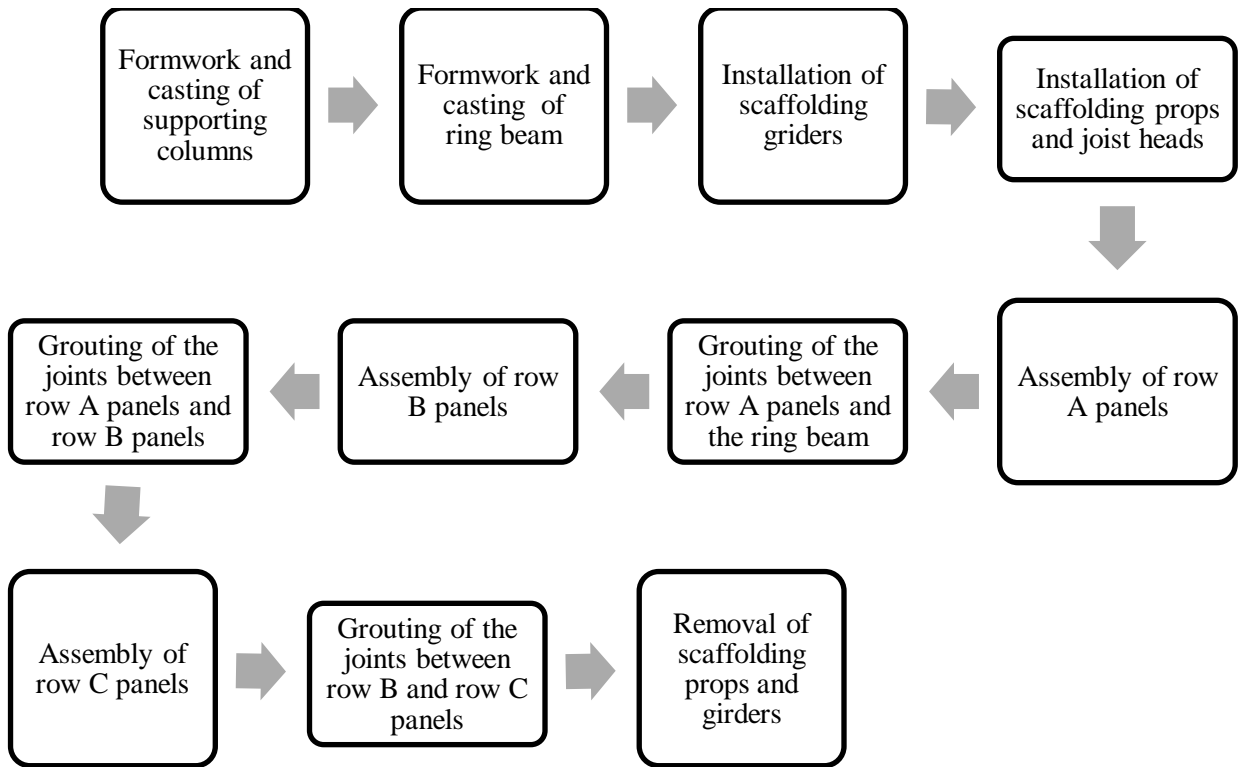 Formwork and
casting of
supporting
columns
Formwork and
casting of
ring beam
Installation of
scaffolding
griders
Installation of
scaffolding props
and joist heads
Assembly of row
A panels
Grouting of the
joints between
row A panels and
the ring beam
Assembly of row
B panels
Grouting of the
joints between
row A panels and
row B panels
Assembly of
row C panels
Grouting of the
joints between
row B and row C
panels
Removal of
scaffolding
props and
girders